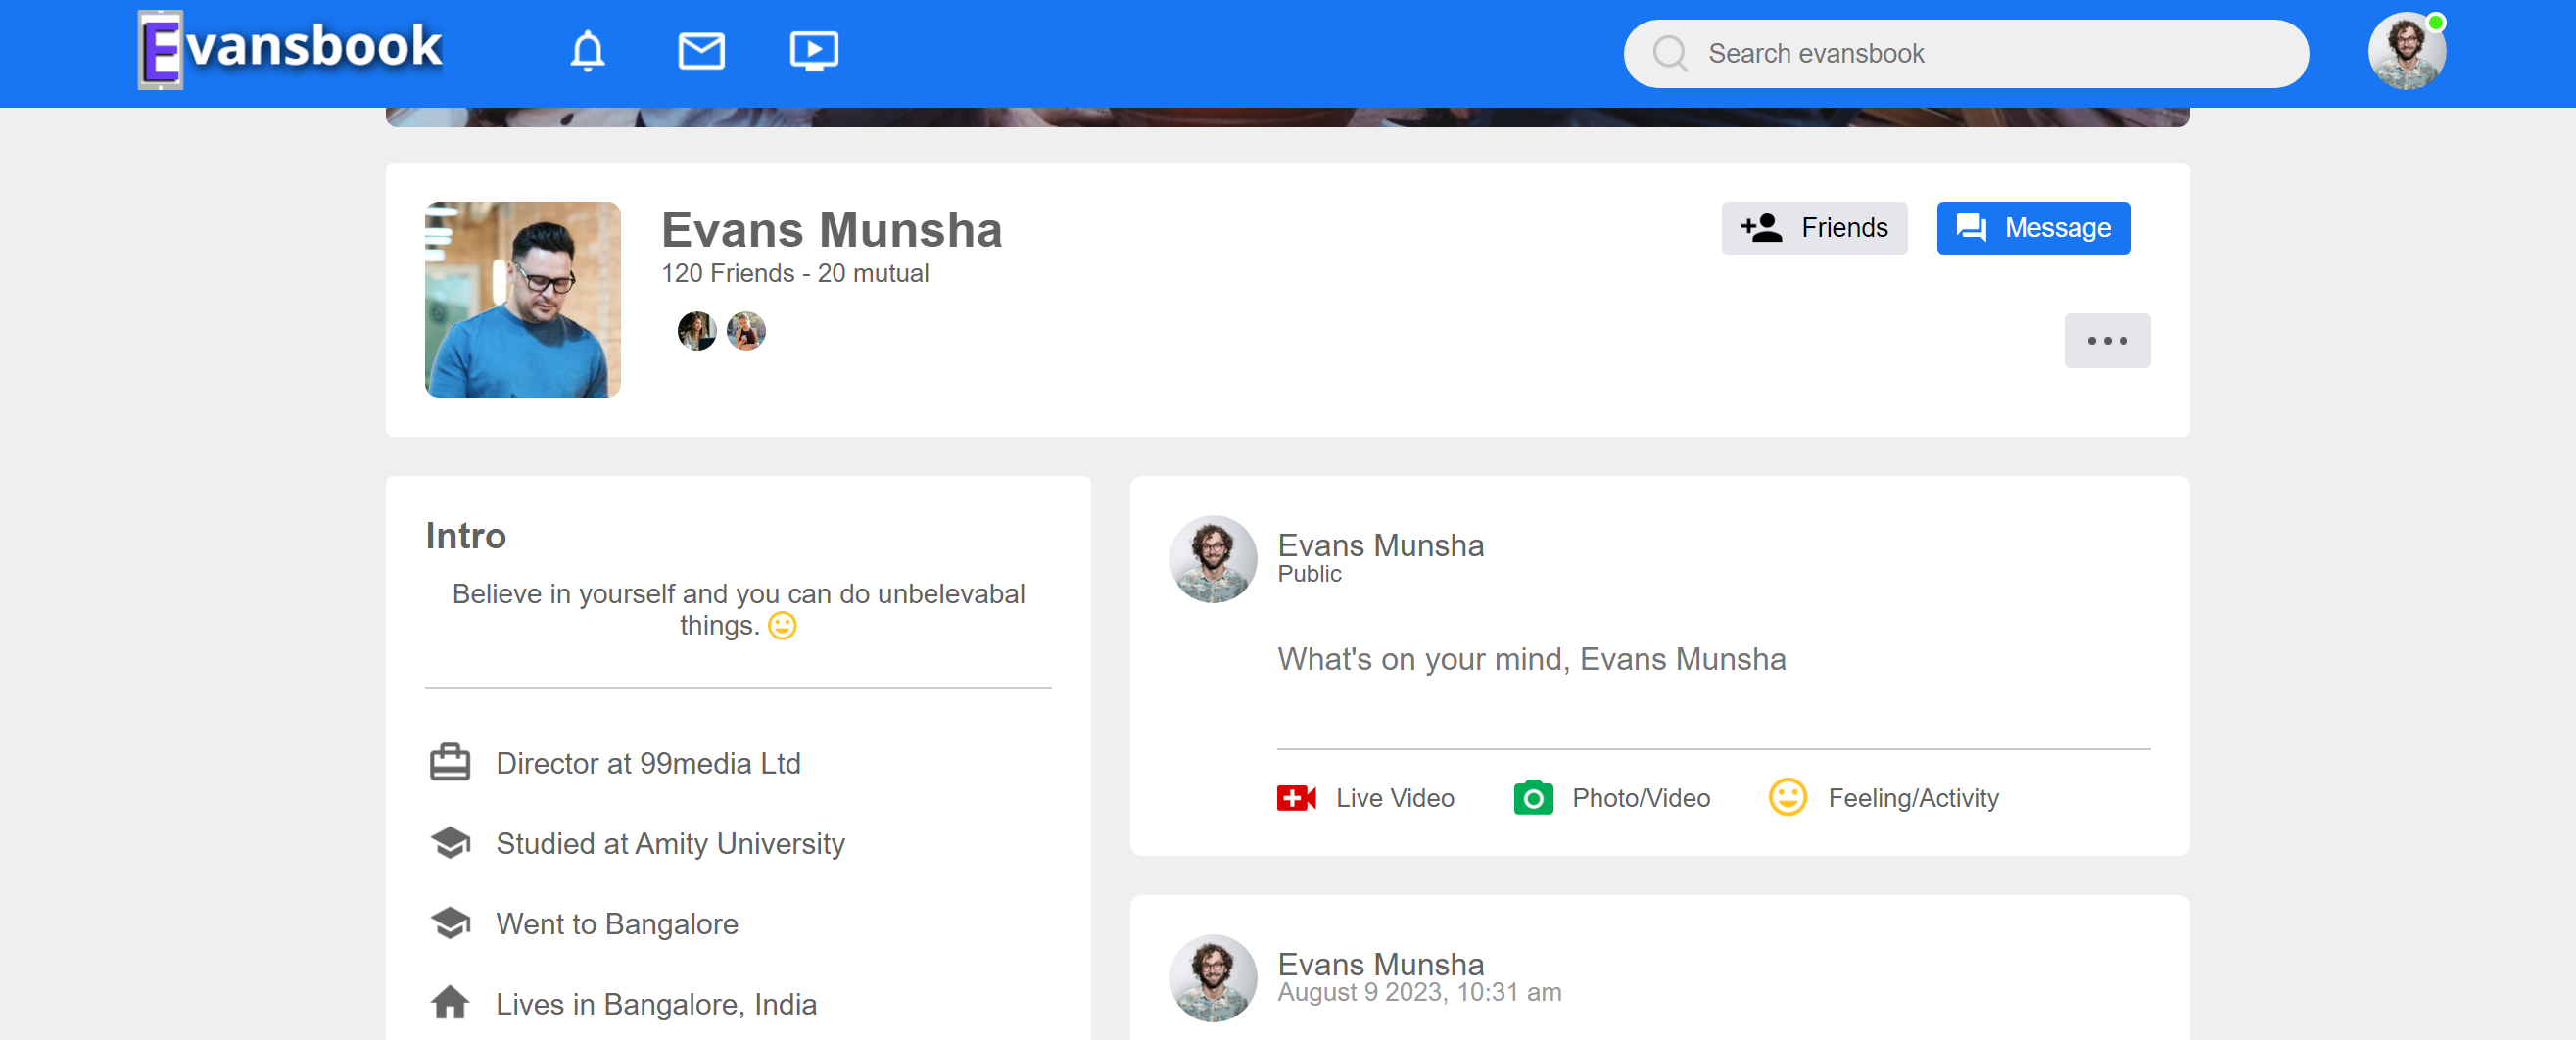 Evansbook
Search evansbook
Evans Munsha
120 Friends - 20 mutual
Friends
Message
Intro
Believe in yourself and you can do unbelevabal
things.
Director at 99media Ltd
Studied at Amity University
Went to Bangalore
Lives in Bangalore, India
Evans Munsha
Public
What's on your mind, Evans Munsha
Live Video
Photo/Video
Feeling/Activity
Evans Munsha
August 9 2023, 10:31 am